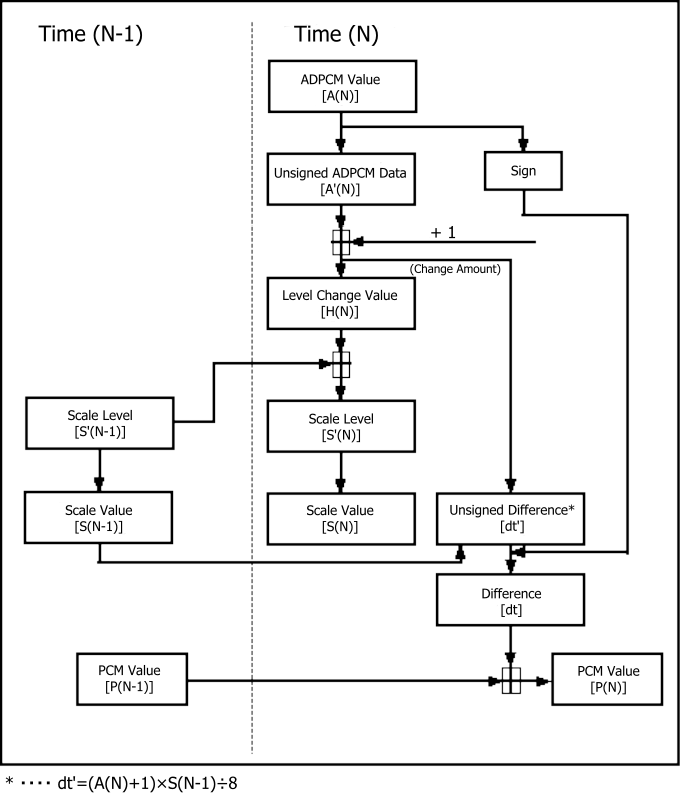 Time (N-1)
Time (N)
ADPCM Value
[A(N)]
Unsigned ADPCM Data
[A'(N)]
Sign
+ 1
(Change Amount)
Level Change Value
[H(N)]
Scale Level
[S'(N-1)]
Scale Level
[S'(N)]
Scale Value
[S(N-1)]
Scale Value
[S(N)]
Unsigned Difference*
[dt']
Difference
[dt]
PCM Value
[P(N-1)]
PCM Value
[P(N)]
* ···· dt'=(A(N)+1)×S(N-1)÷8